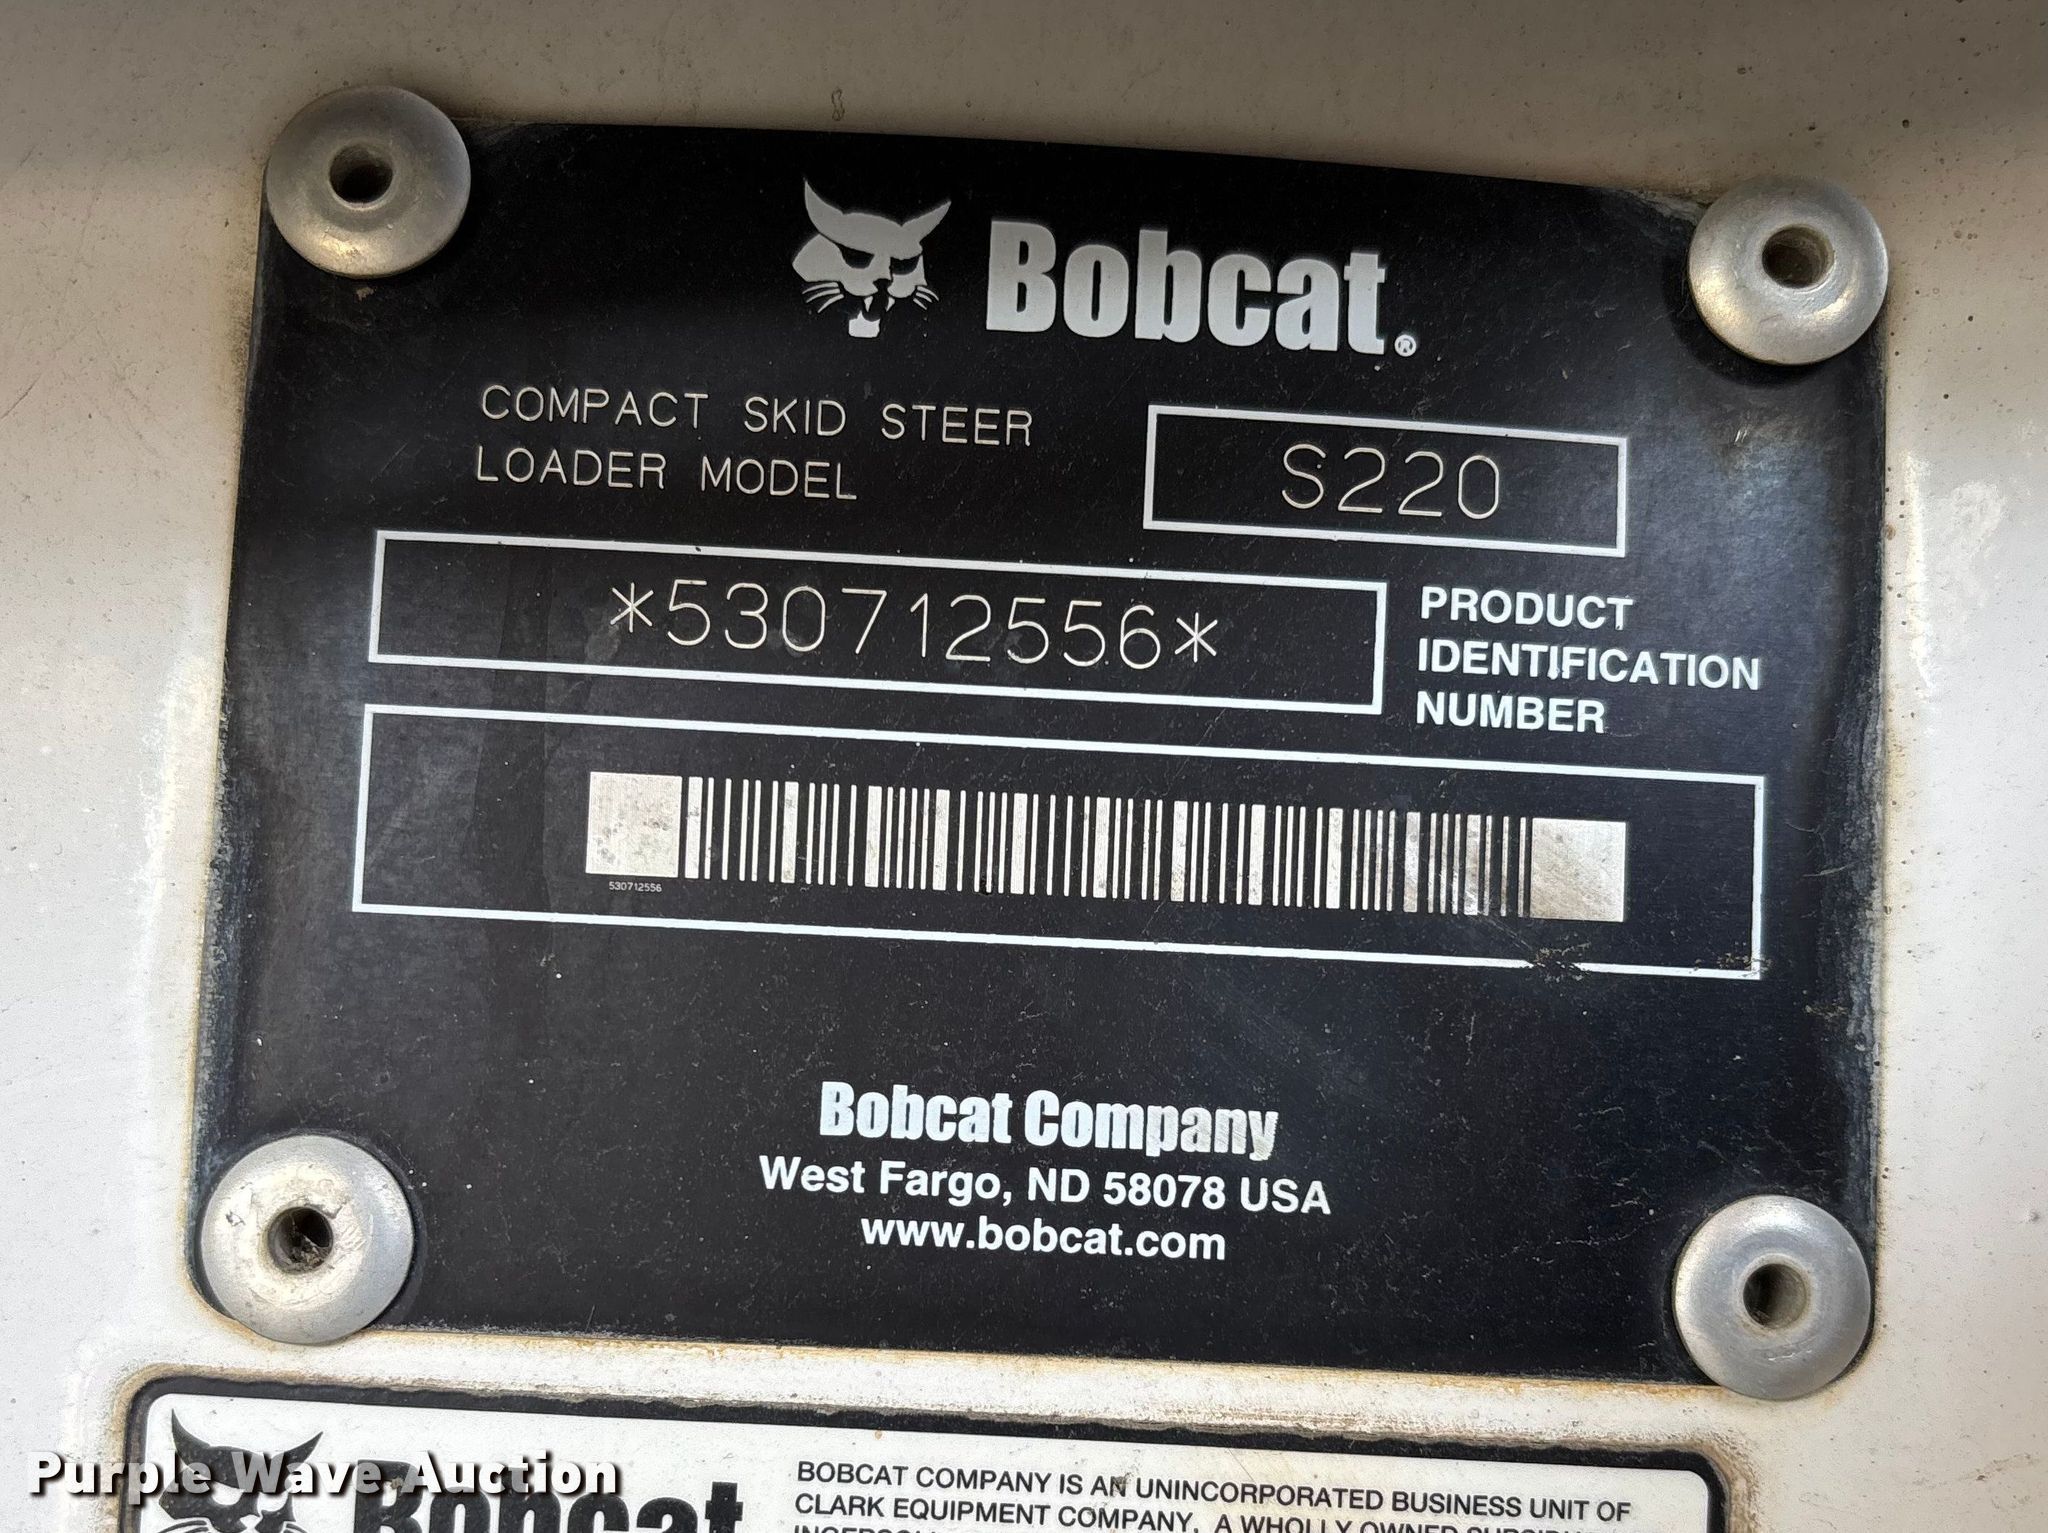 Bobcat®
COMPACT SKID STEER
LOADER MODEL
S220
*530712556*
PRODUCT
IDENTIFICATION
NUMBER
530712556
Bobcat Company
West Fargo, ND 58078 USA
www.bobcat.com
Bobcat
BOBCAT COMPANY IS AN UNINCORPORATED BUSINESS UNIT OF
CLARK EQUIPMENT COMPANY, A WHOLLY OWNED
Purple Wave Auction